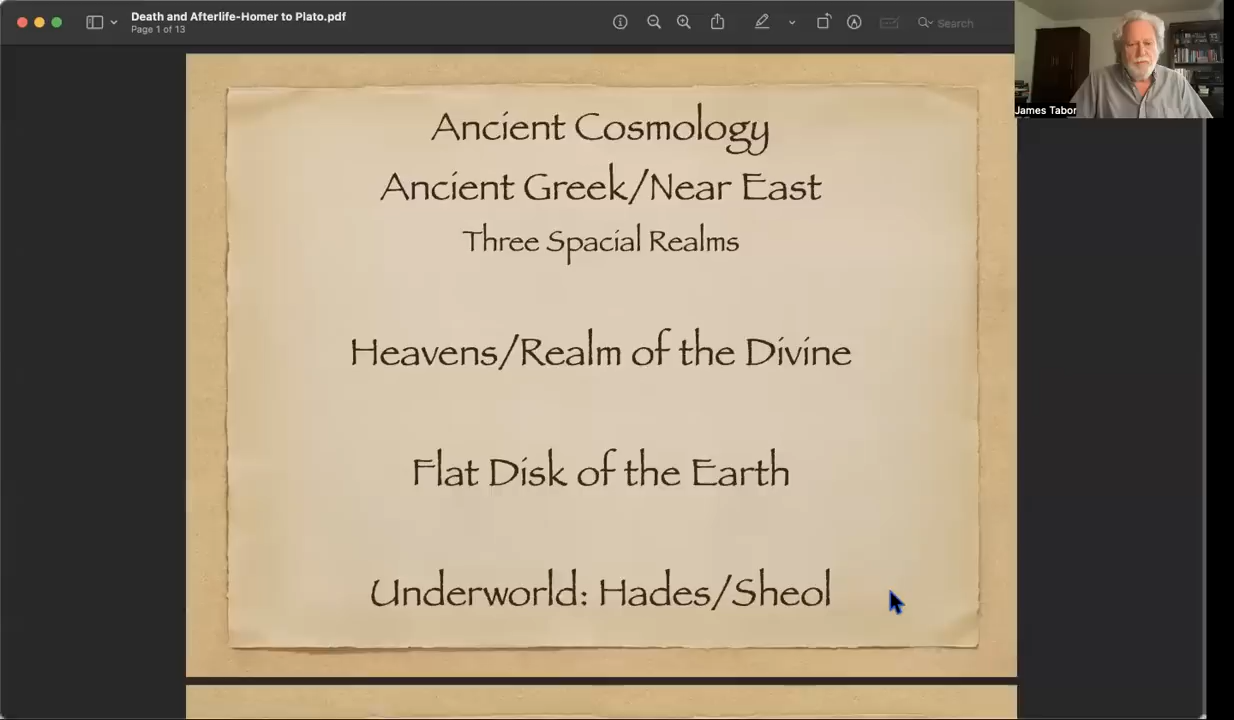 Death and Afterlife-Homer to Plato.pdf
Page 1 of 13
Search
James Tabor
Ancient Cosmology
Ancient Greek/Near East
Three Spacial Realms
Heavens/Realm of the Divine
Flat Disk of the Earth
Underworld: Hades/Sheol